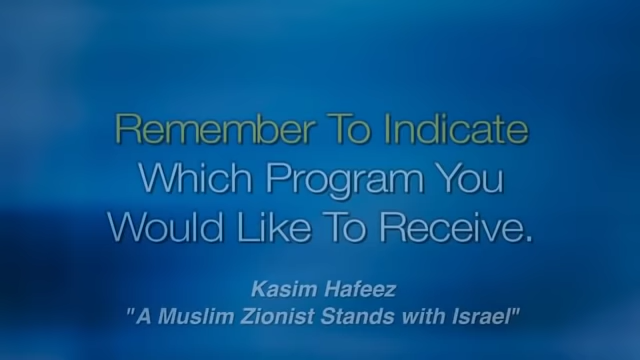 Remember To Indicate
Which Program You
Would Like To Receive.
Kasim Hafeez
"A Muslim Zionist Stands with Israel"